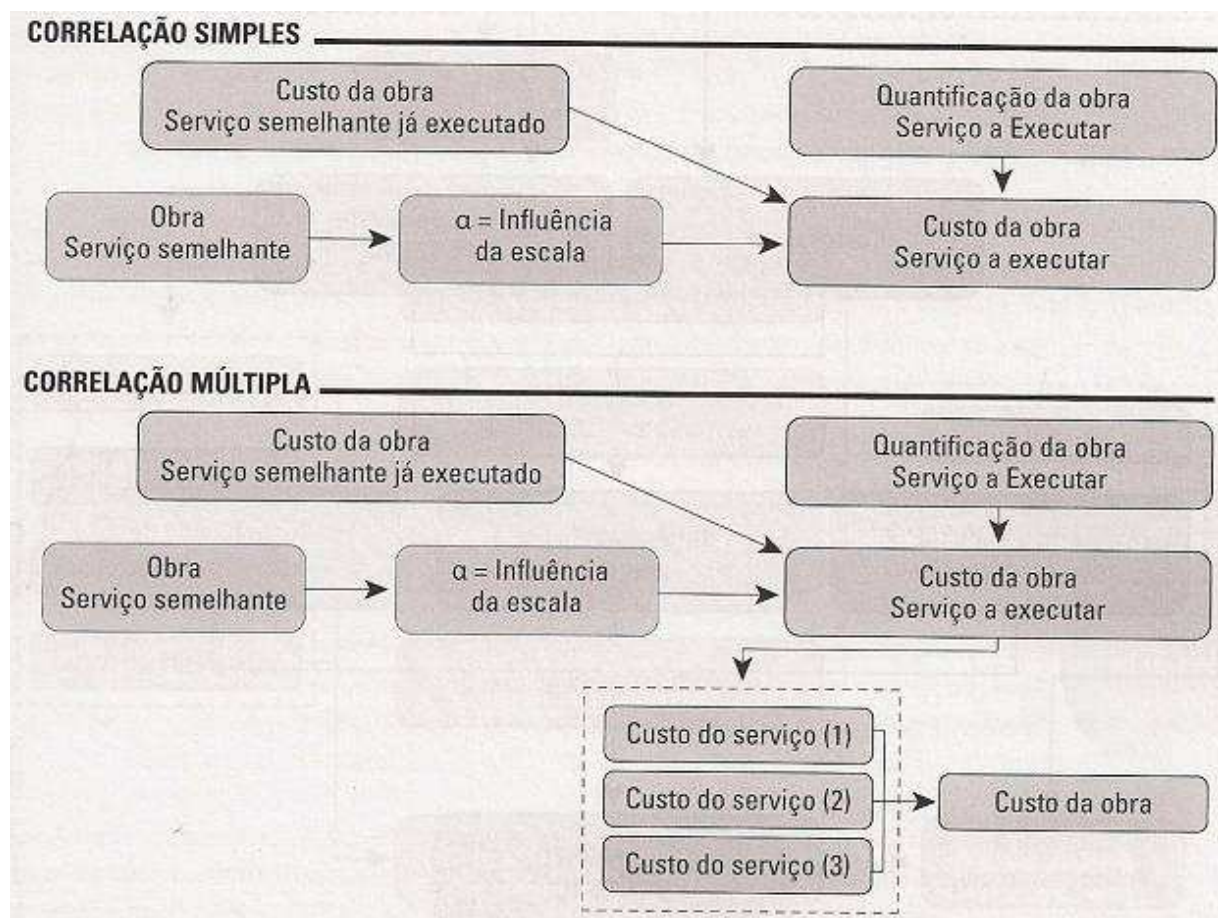 CORRELAÇÃO SIMPLES
Custo da obra
Serviço semelhante já executado
Quantificação da obra
Serviço a Executar
Obra
Serviço semelhante
α = Influência
da escala
Custo da obra
Serviço a executar
CORRELAÇÃO MÚLTIPLA
Custo da obra
Serviço semelhante já executado
Quantificação da obra
Serviço a Executar
Obra
Serviço semelhante
α = Influência
da escala
Custo da obra
Serviço a executar
Custo do serviço (1)
Custo do serviço (2)
Custo da obra
Custo do serviço (3)